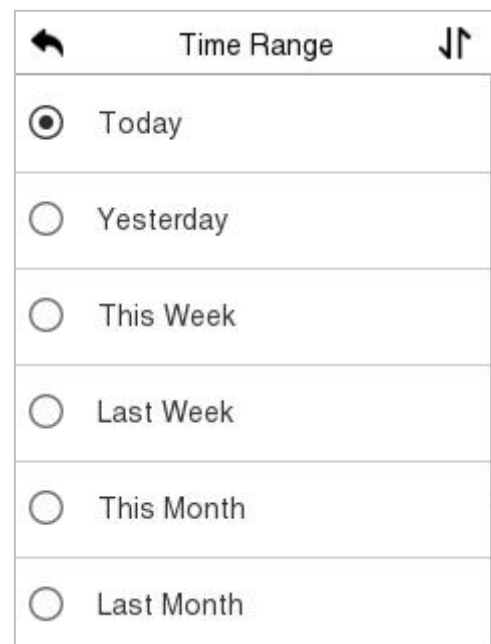 Time Range
Today
Yesterday
This Week
Last Week
This Month
Last Month